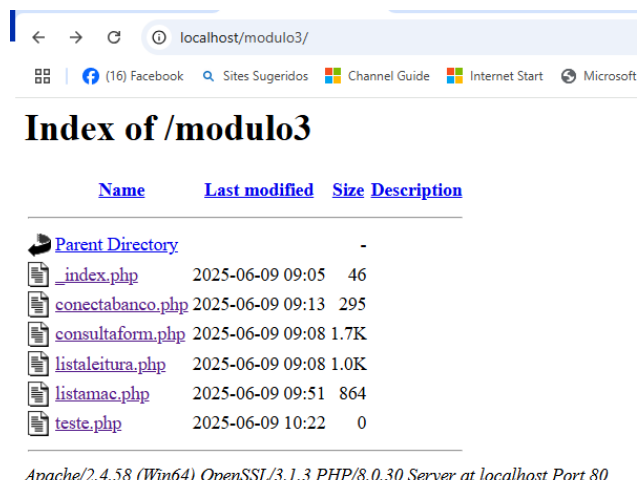 localhost/modulo3/
(16) Facebook Sites Sugeridos Channel Guide Internet Start Microsoft
Index of /modulo3
Name Last modified Size Description
Parent Directory -
_index.php 2025-06-09 09:05 46
conectabanco.php 2025-06-09 09:13 295
consultaform.php 2025-06-09 09:08 1.7K
listaleitura.php 2025-06-09 09:08 1.0K
listamac.php 2025-06-09 09:51 864
teste.php 2025-06-09 10:22 0
Apache/2.4.58 (Win64) OpenSSL/3.1.3 PHP/8.0.30 Server at localhost Port 80